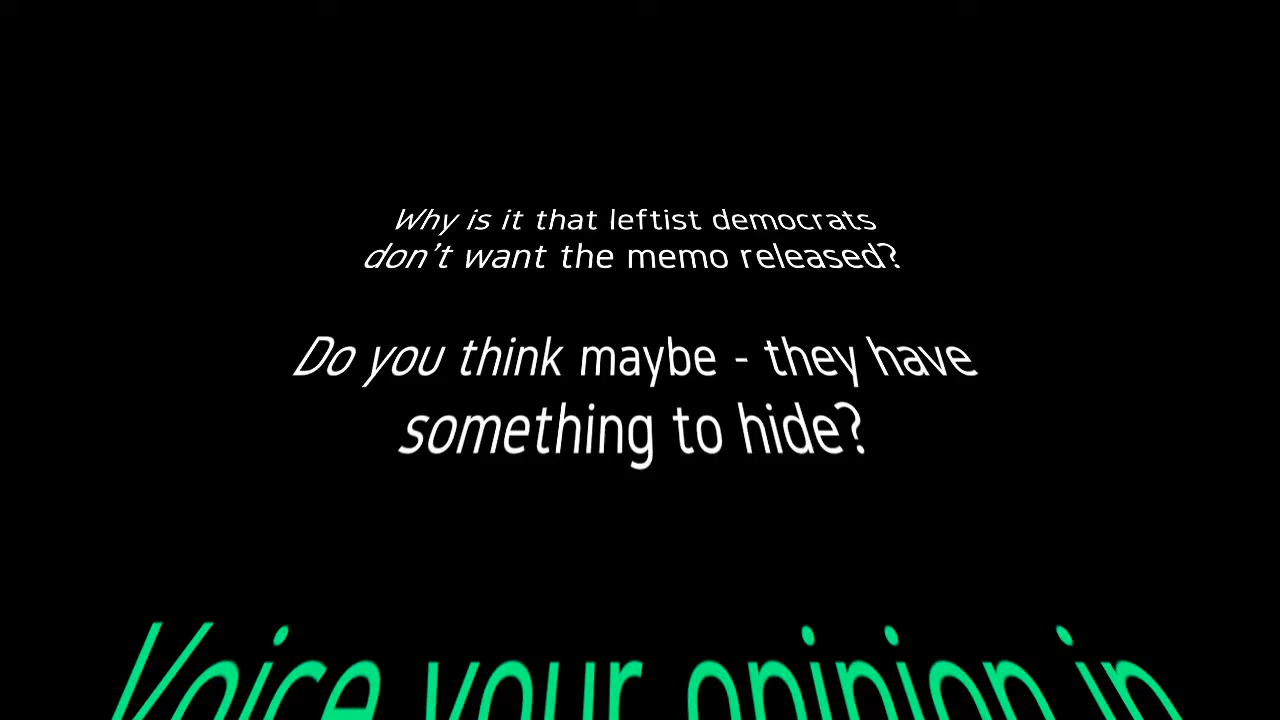 Why is it that leftist democrats
don’t want the memo released?
Do you think maybe - they have
something to hide?
Voice your opinion in